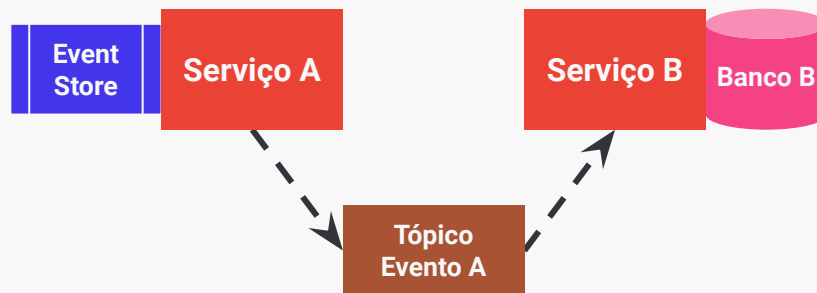 Event
Store
Serviço A
Serviço B
Banco B
Tópico
Evento A